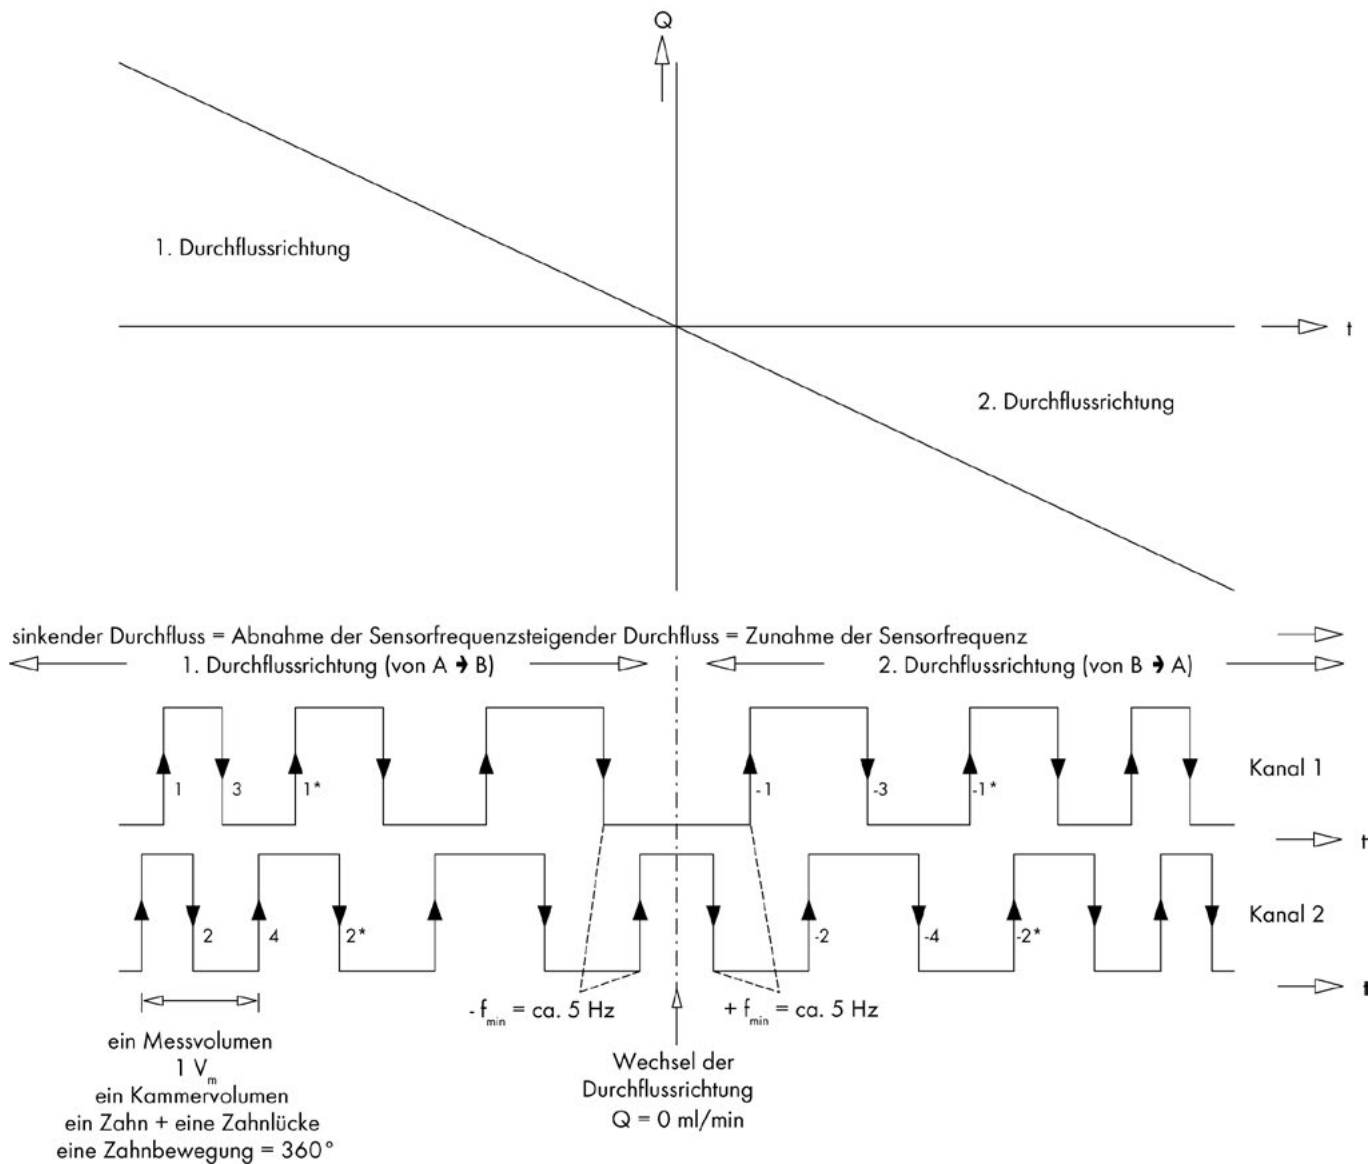 Q
1. Durchflussrichtung
t
2. Durchflussrichtung
sinkender Durchfluss = Abnahme der Sensorfrequenzsteigender Durchfluss = Zunahme der Sensorfrequenz
1. Durchflussrichtung (von A → B)
2. Durchflussrichtung (von B → A)
1
3
1*
-1
-3
-1*
Kanal 1
t
2
4
2*
-2
-4
-2*
Kanal 2
t
- fmin = ca. 5 Hz
+ fmin = ca. 5 Hz
ein Messvolumen
1 Vm
ein Kammervolumen
ein Zahn + eine Zahnlücke
eine Zahnbewegung = 360°
Wechsel der
Durchflussrichtung
Q = 0 ml/min